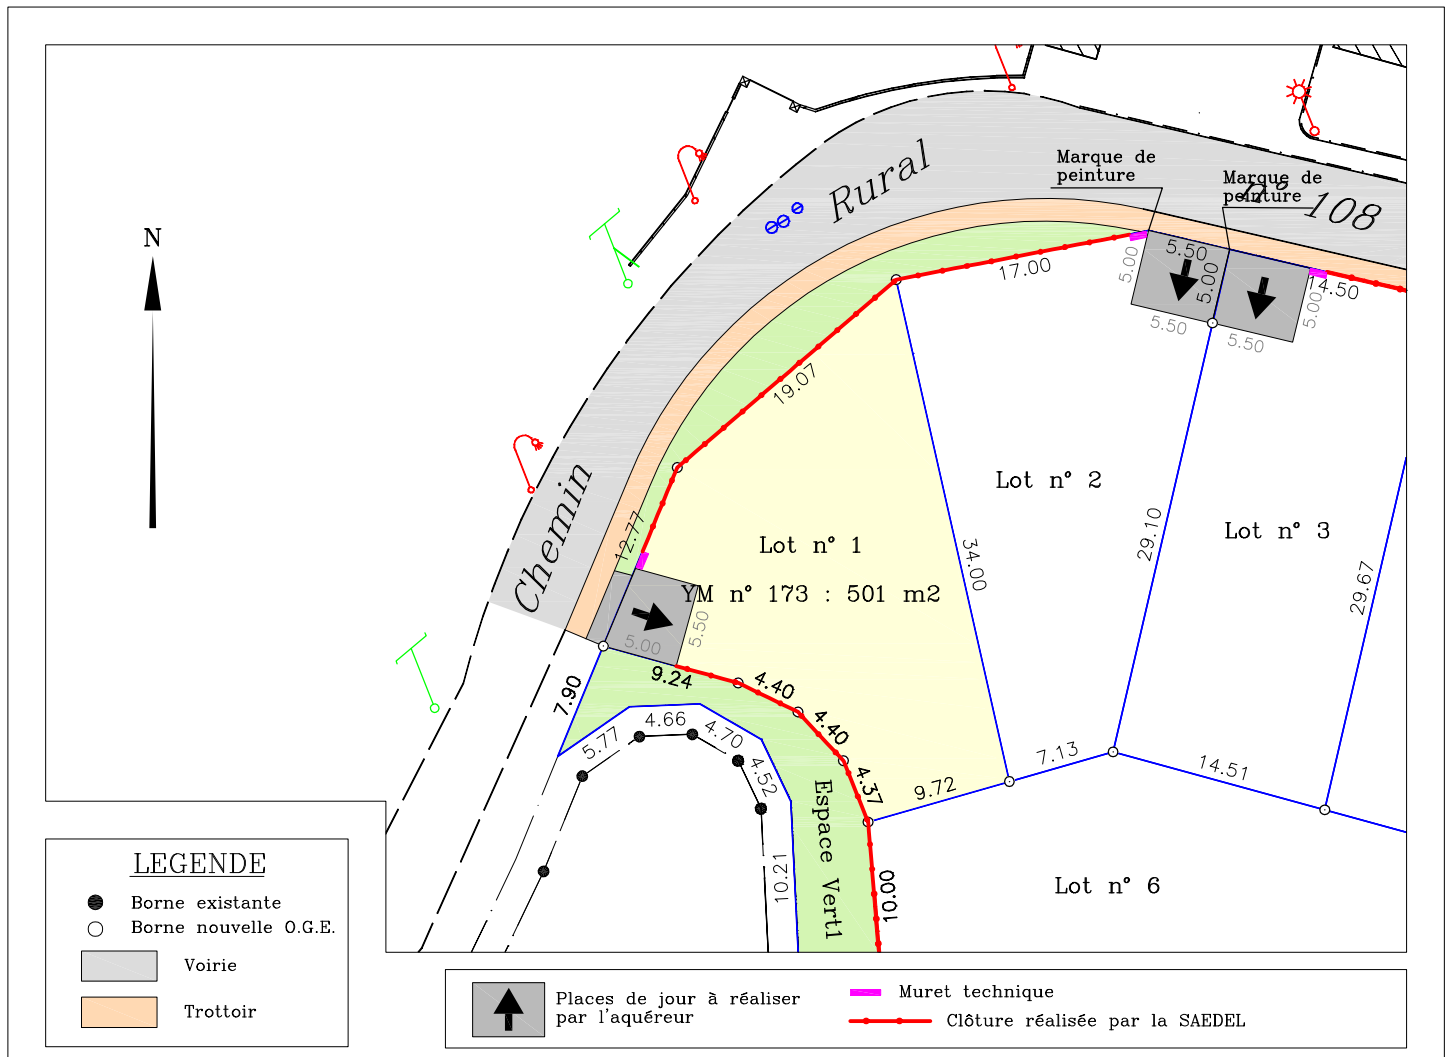 N
Chemin
Rural
n° 108
Marque de
peinture
Marque de
peinture
5.50
5.00
5.00
5.50
5.50
5.00
14.50
17.00
19.07
12.77
34.00
29.10
29.67
Lot n° 1
YM n° 173 : 501 m2
Lot n° 2
Lot n° 3
Lot n° 6
5.00
5.50
7.90
9.24
4.40
4.40
4.37
10.00
9.72
7.13
14.51
5.77
4.66
4.70
4.52
10.21
Espace Vert1
LEGENDE
Borne existante
Borne nouvelle O.G.E.
Voirie
Trottoir
Places de jour à réaliser
par l'aquéreur
Muret technique
Clôture réalisée par la SAEDEL